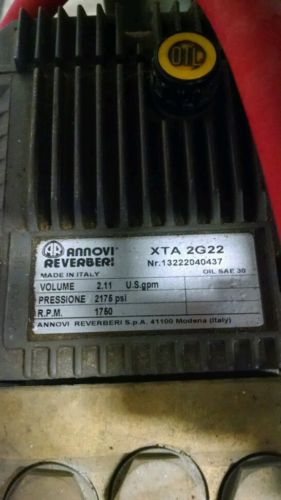 OIL
AR ANNOVI
REVERBERI
XTA 2G22
Nr.13222040437
MADE IN ITALY
OIL SAE 30
VOLUME 2.11 U.S.gpm
PRESSIONE 2175 psi
R.P.M. 1750
ANNOVI REVERBERI S.p.A. 41100 Modena (Italy)